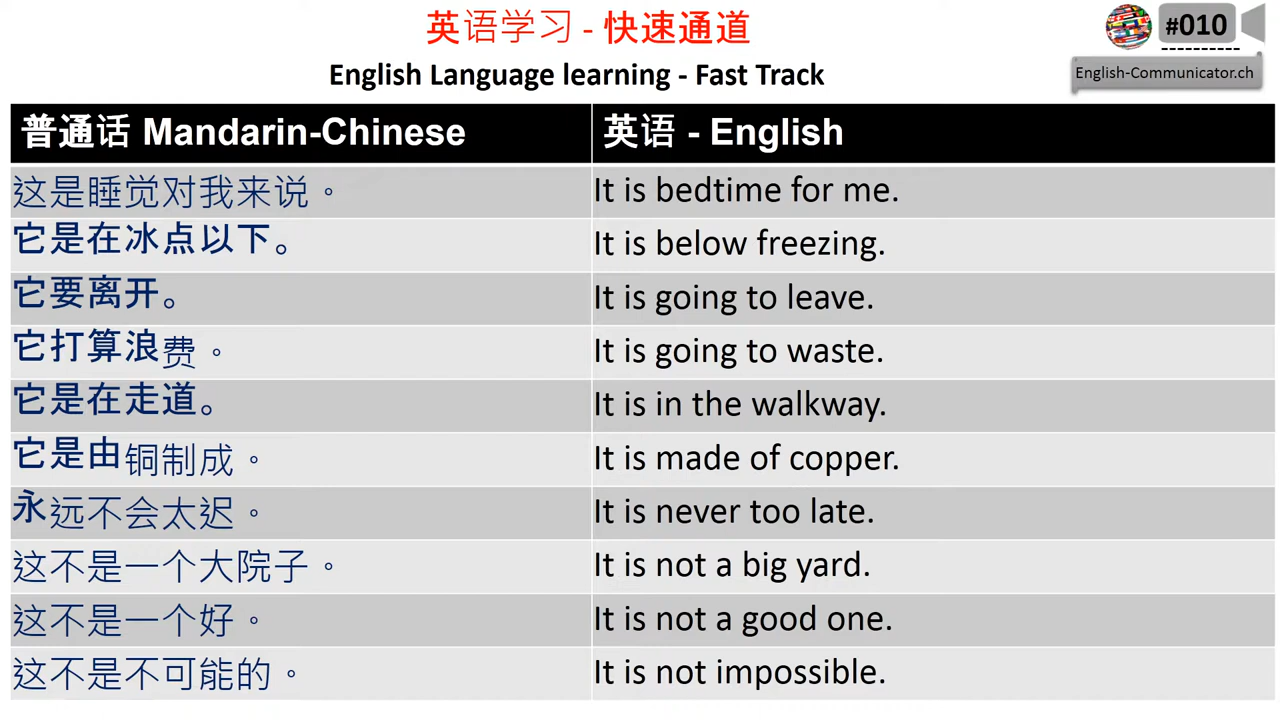 英语学习 - 快速通道
#010
English Language learning - Fast Track
English-Communicator.ch
普通话 Mandarin-Chinese 英语 - English
这是睡觉对我来说。 It is bedtime for me.
它是在冰点以下。 It is below freezing.
它要离开。 It is going to leave.
它打算浪费。 It is going to waste.
它是在走道。 It is in the walkway.
它是由铜制成。 It is made of copper.
永远不会太迟。 It is never too late.
这不是一个大院子。 It is not a big yard.
这不是一个好。 It is not a good one.
这不是不可能的。 It is not impossible.